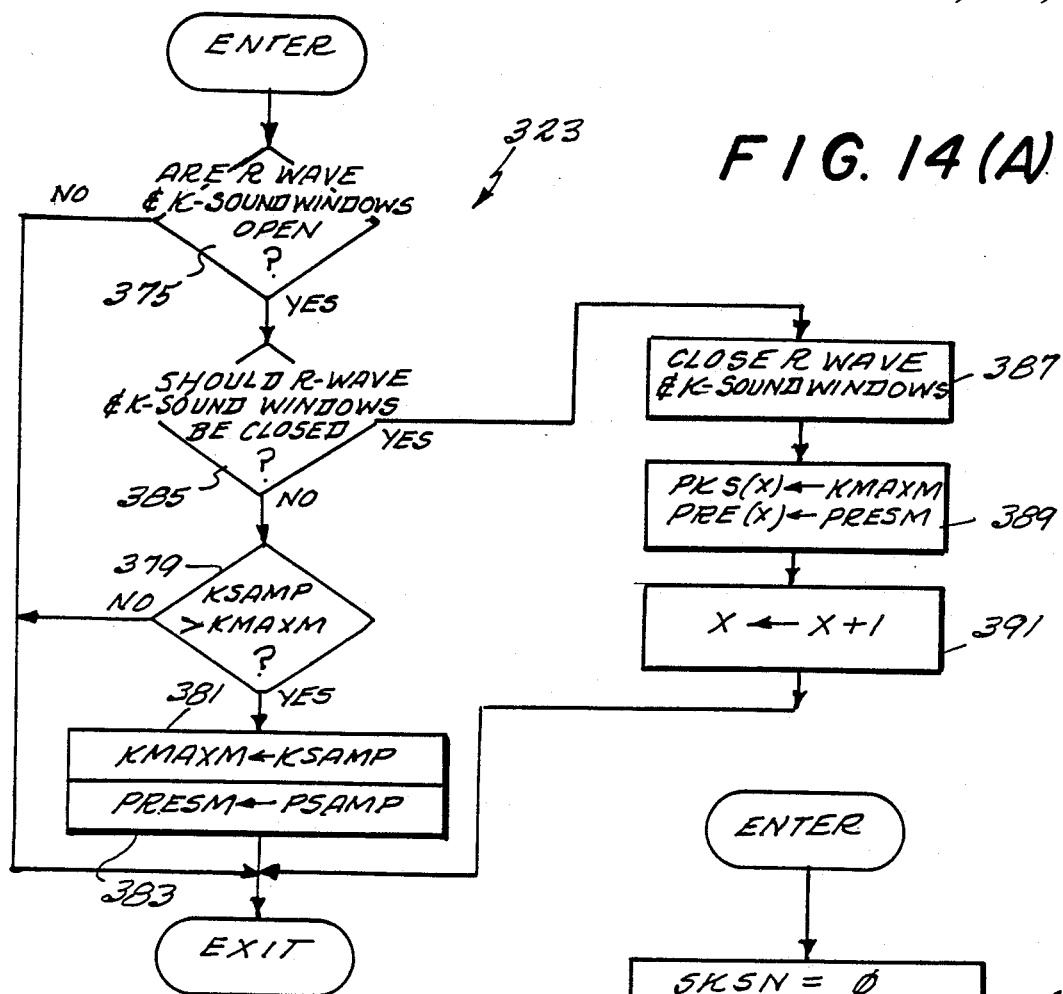 ENTER
323
FIG. 14(A)
ARE R WAVE
& K-SOUND WINDOWS
OPEN
?
NO
375
YES
SHOULD R-WAVE
& K-SOUND WINDOWS
BE CLOSED
?
YES
385
NO
CLOSE R WAVE
& K-SOUND WINDOWS
387
PKS(X)←KMAXM
PRE(X)←PRESM
389
X ← X+1
391
379
KSAMP
>KMAXM
?
NO
YES
381
KMAXM←KSAMP
PRESM←PSAMP
383
EXIT
ENTER
SKSN = ∅